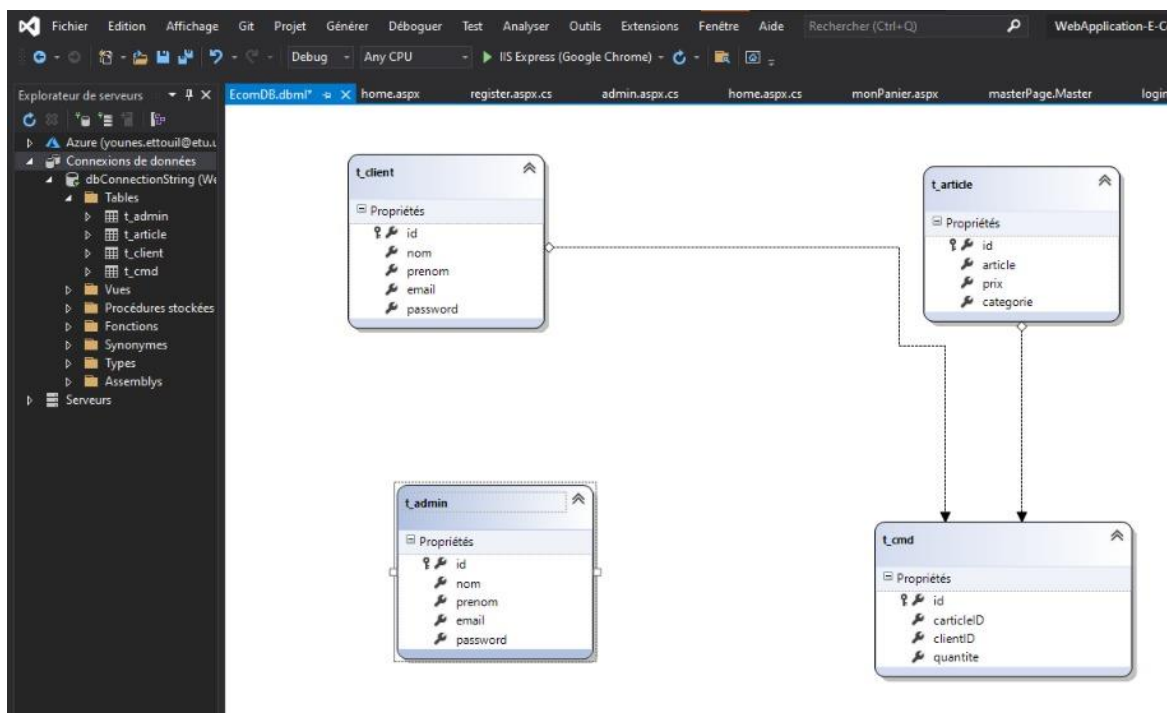 Fichier Edition Affichage Git Projet Générer Déboguer Test Analyser Outils Extensions Fenêtre Aide Rechercher (Ctrl+Q) WebApplication-E-C
Debug Any CPU IIS Express (Google Chrome)
Explorateur de serveurs
EcomDB.dbml* home.aspx register.aspx.cs admin.aspx.cs home.aspx.cs monPanier.aspx masterPage.Master login
Azure (younes.ettouil@etu.u
Connexions de données
dbConnectionString (We
Tables
t_admin
t_article
t_client
t_cmd
Vues
Procédures stockées
Fonctions
Synonymes
Types
Assemblys
Serveurs
t_client
Propriétés
id
nom
prenom
email
password
t_article
Propriétés
id
article
prix
categorie
t_admin
Propriétés
id
nom
prenom
email
password
t_cmd
Propriétés
id
carticleID
clientID
quantite